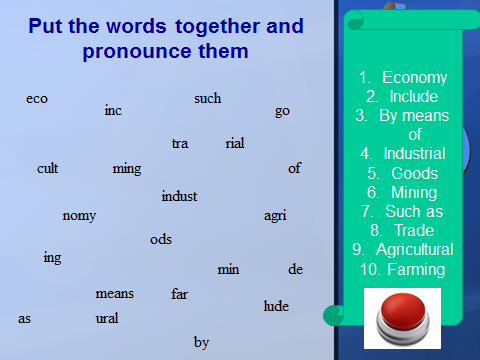 Put the words together and
pronounce them
eco
such
inc
go
tra
rial
cult
ming
of
indust
nomy
agri
ods
ing
min
de
means
far
lude
as
ural
by
1. Economy
2. Include
3. By means
of
4. Industrial
5. Goods
6. Mining
7. Such as
8. Trade
9. Agricultural
10. Farming